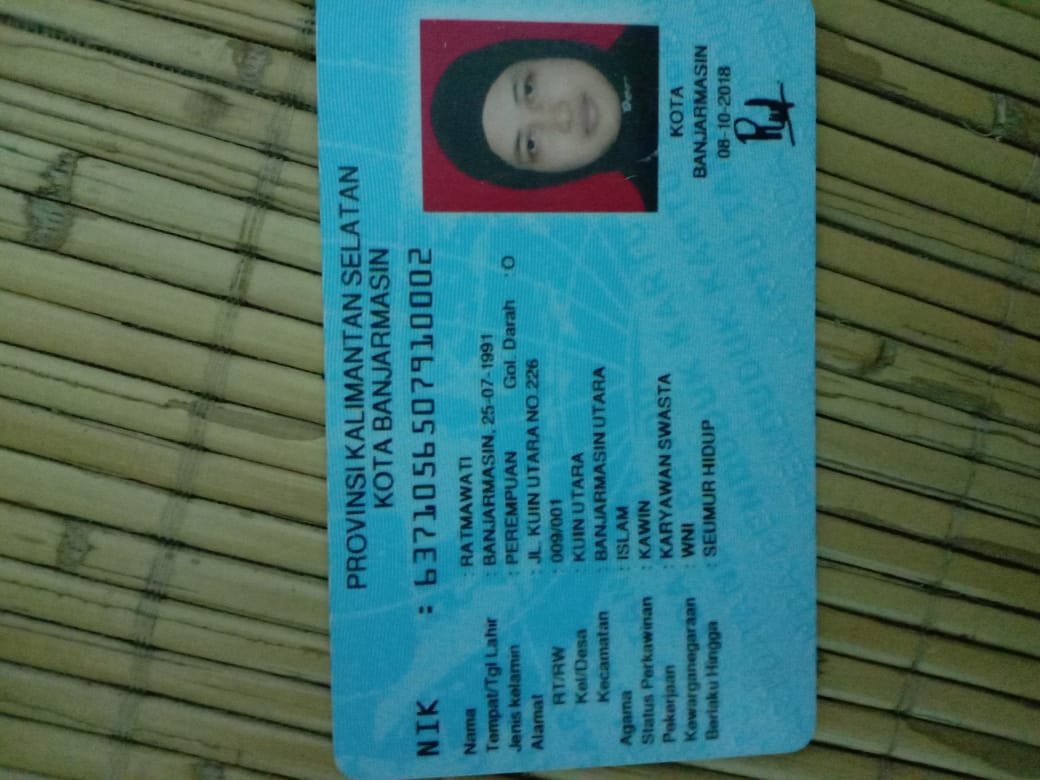 PROVINSI KALIMANTAN SELATAN
KOTA BANJARMASIN
NIK : 6371056507910002
Nama : RATMAWATI
Tempat/Tgl Lahir : BANJARMASIN, 25-07-1991
Jenis kelamin : PEREMPUAN Gol. Darah : O
Alamat : JL. KUIN UTARA NO 226
RT/RW : 009/001
Kel/Desa : KUIN UTARA
Kecamatan : BANJARMASIN UTARA
Agama : ISLAM
Status Perkawinan : KAWIN
Pekerjaan : KARYAWAN SWASTA
Kewarganegaraan : WNI
Berlaku Hingga : SEUMUR HIDUP
KOTA
BANJARMASIN
08-10-2018